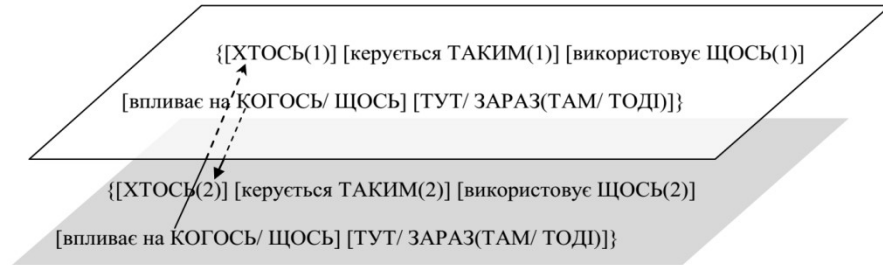 {[ХТОСЬ(1)] [керується ТАКИМ(1)] [використовує ЩОСЬ(1)]
[впливає на КОГОСЬ/ ЩОСЬ] [ТУТ/ ЗАРАЗ(ТАМ/ ТОДІ)]}
{[ХТОСЬ(2)] [керується ТАКИМ(2)] [використовує ЩОСЬ(2)]
[впливає на КОГОСЬ/ ЩОСЬ] [ТУТ/ ЗАРАЗ(ТАМ/ ТОДІ)]}